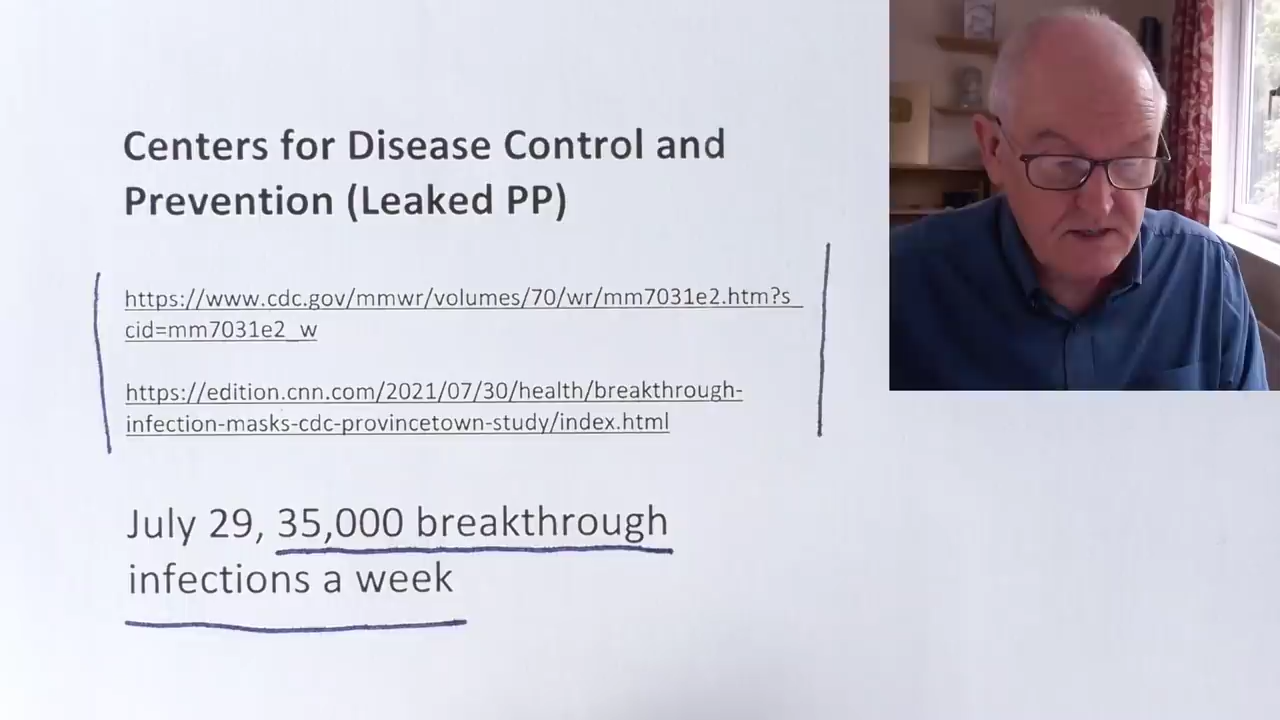 Centers for Disease Control and
Prevention (Leaked PP)
https://www.cdc.gov/mmwr/volumes/70/wr/mm7031e2.htm?s_
cid=mm7031e2_w
https://edition.cnn.com/2021/07/30/health/breakthrough-
infection-masks-cdc-provincetown-study/index.html
July 29, 35,000 breakthrough
infections a week